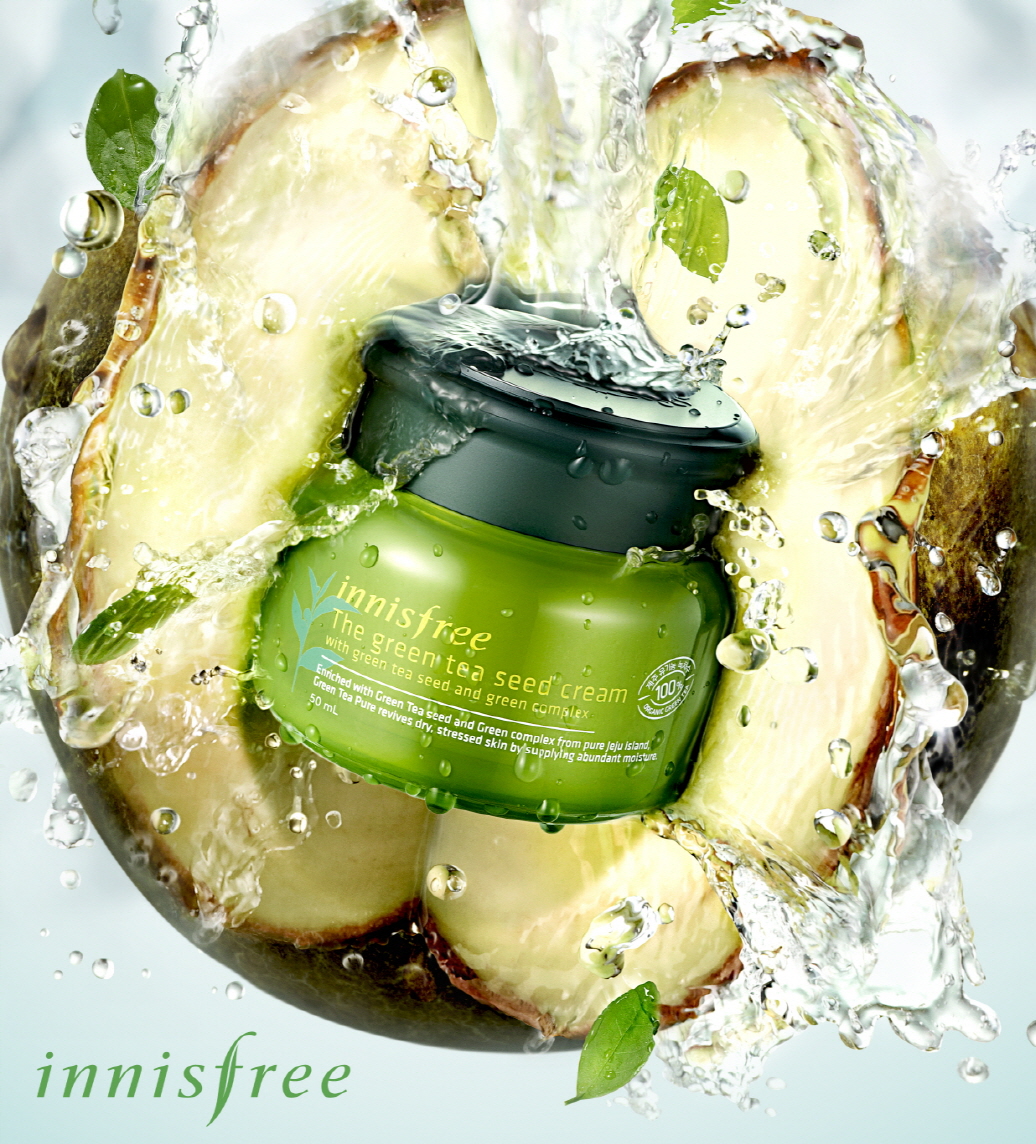 innisfree
The green tea seed cream
with green tea seed and green complex
Enriched with Green Tea seed and Green complex from pure Jeju Island,
Green Tea Pure revives dry, stressed skin by supplying abundant moisture.
50 mL
100%
innisfree